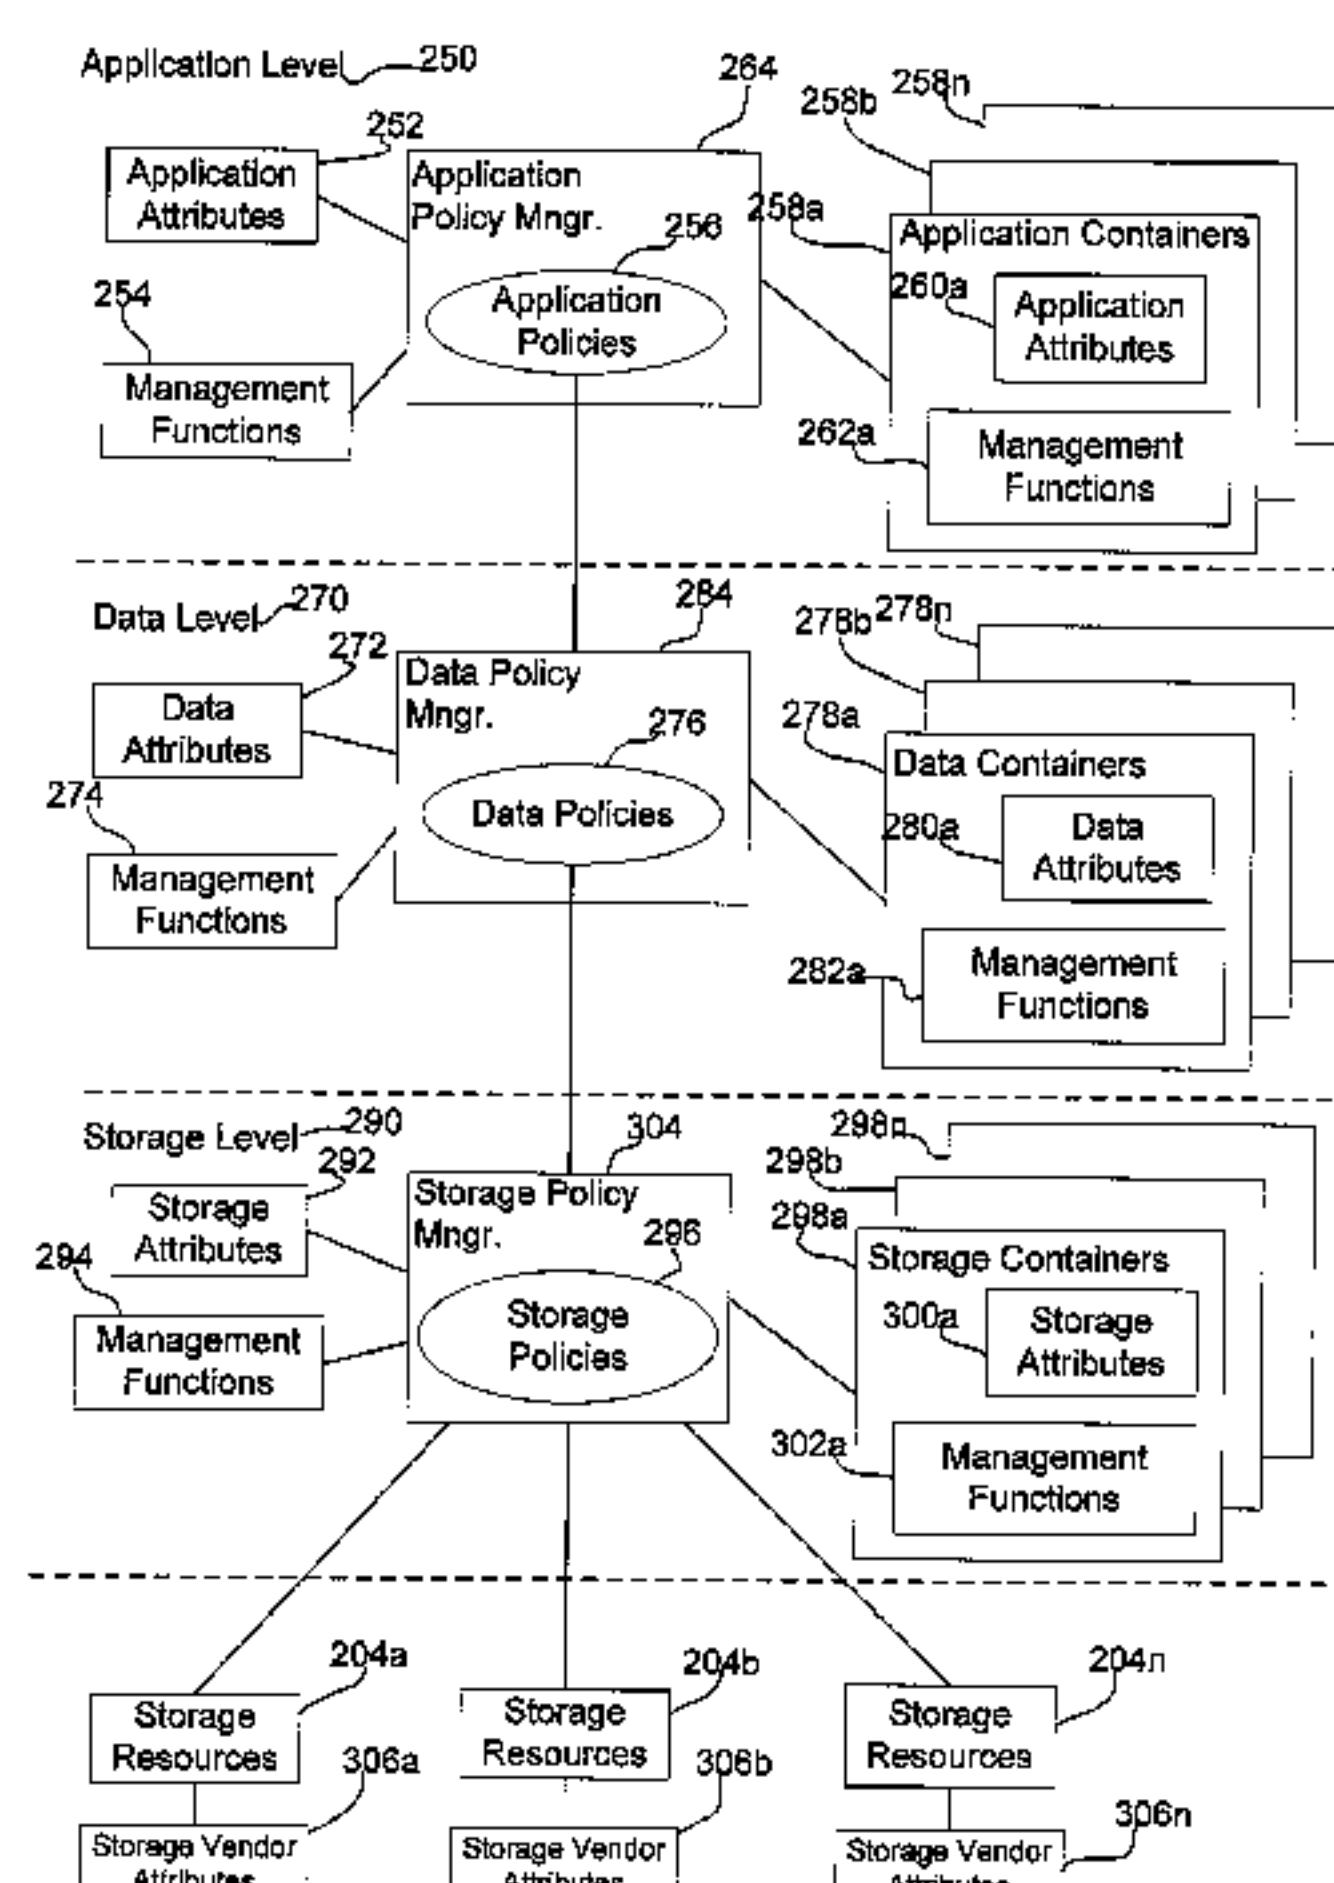 Application Level 250
264
258n
258b
252
Application
Attributes
Application
Policy Mngr.
256
258a
Application Containers
254
Application
Policies
260a
Application
Attributes
Management
Functions
262a
Management
Functions
Data Level 270
284
278b
278n
272
Data
Attributes
Data Policy
Mngr.
276
278a
Data Containers
274
Data Policies
280a
Data
Attributes
Management
Functions
282a
Management
Functions
Storage Level 290
304
298n
292
298b
Storage
Attributes
Storage Policy
Mngr.
296
298a
Storage Containers
294
Storage
Policies
300a
Storage
Attributes
Management
Functions
302a
Management
Functions
204a
204b
204n
Storage
Resources
Storage
Resources
Storage
Resources
306a
306b
306n
Storage Vendor
Attributes
Storage Vendor
Attributes
Storage Vendor
Attributes